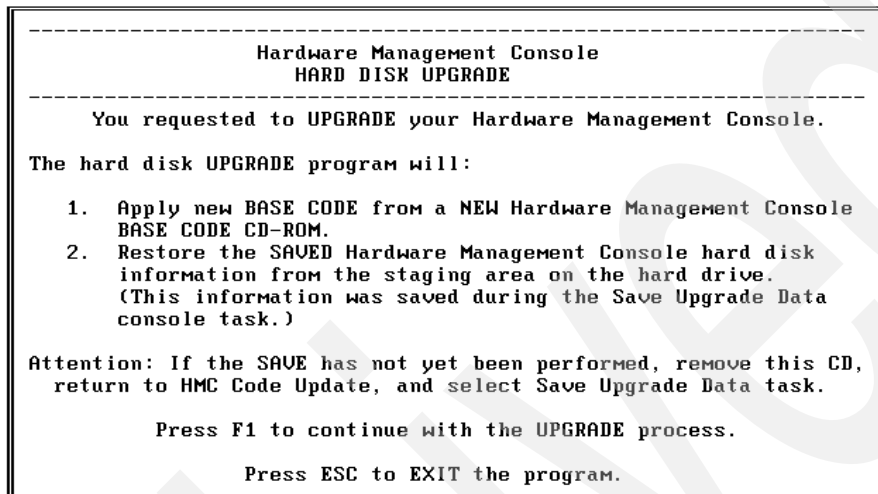 Hardware Management Console
HARD DISK UPGRADE
You requested to UPGRADE your Hardware Management Console.
The hard disk UPGRADE program will:
1. Apply new BASE CODE from a NEW Hardware Management Console
BASE CODE CD-ROM.
2. Restore the SAVED Hardware Management Console hard disk
information from the staging area on the hard drive.
(This information was saved during the Save Upgrade Data
console task.)
Attention: If the SAVE has not yet been performed, remove this CD,
return to HMC Code Update, and select Save Upgrade Data task.
Press F1 to continue with the UPGRADE process.
Press ESC to EXIT the program.